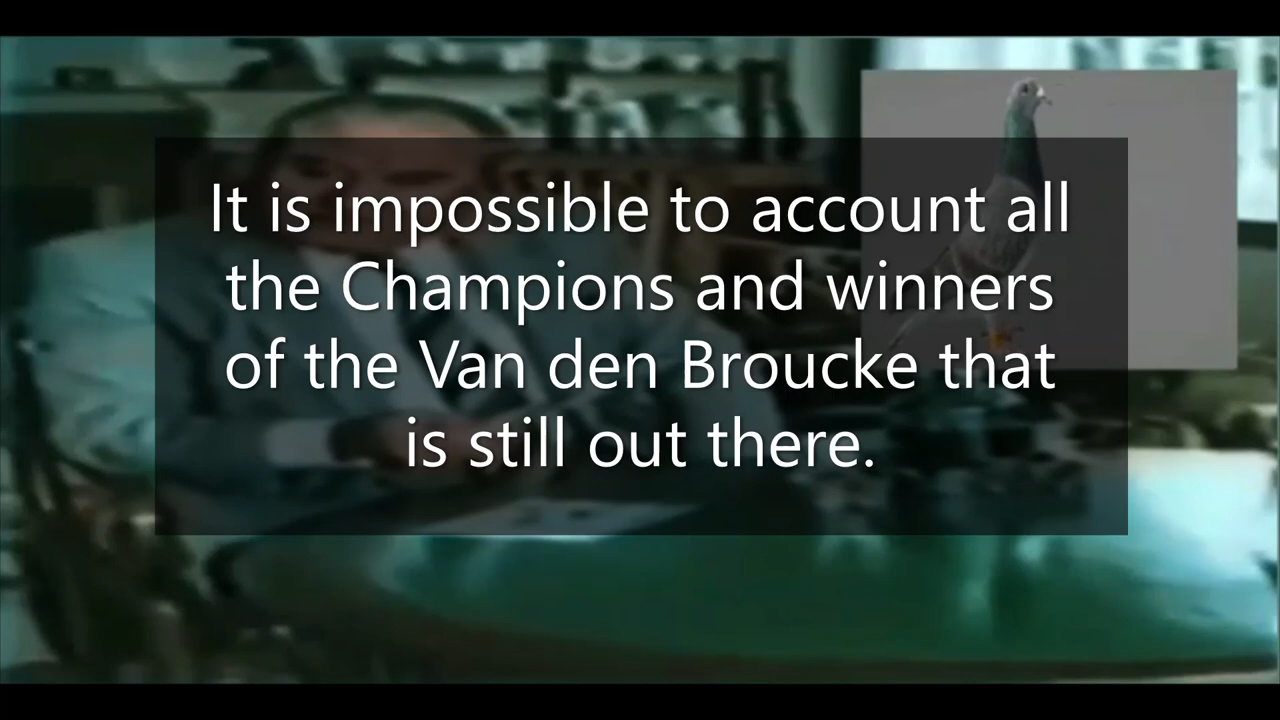 It is impossible to account all
the Champions and winners
of the Van den Broucke that
is still out there.